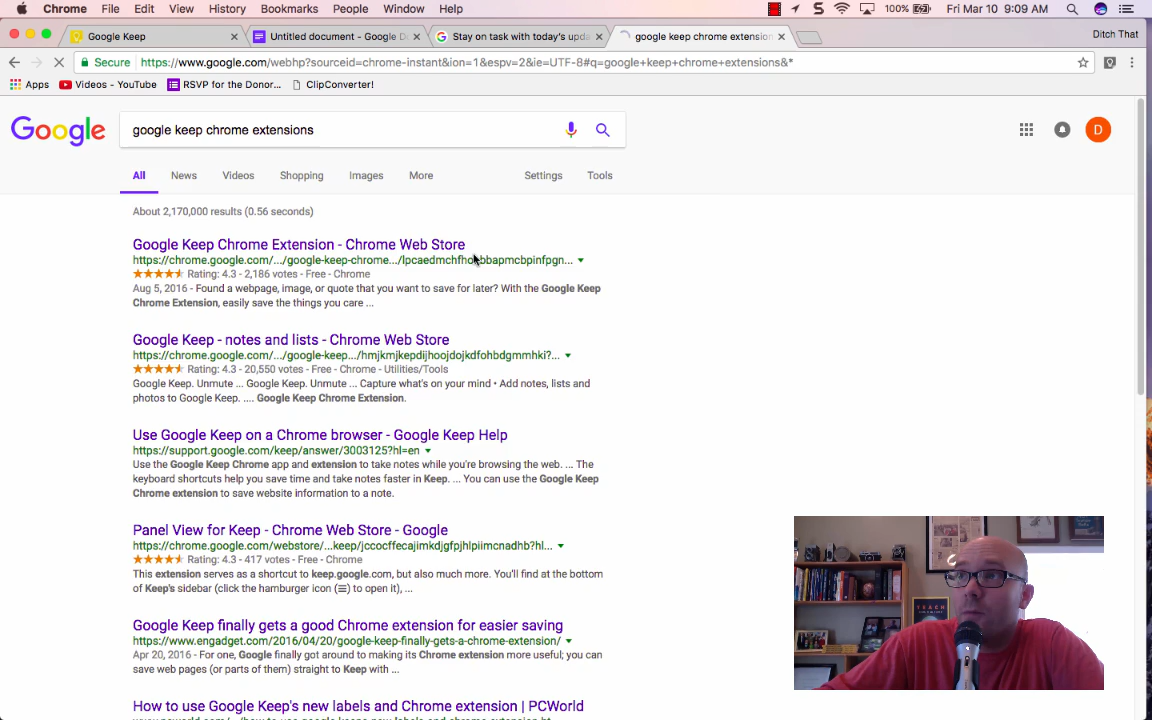 Chrome File Edit View History Bookmarks People Window Help 100% Fri Mar 10 9:09 AM
Google Keep Untitled document - Google D Stay on task with today's upda google keep chrome extension Ditch That
Secure https://www.google.com/webhp?sourceid=chrome-instant&ion=1&espv=2&ie=UTF-8#q=google+keep+chrome+extensions&*
Apps Videos - YouTube RSVP for the Donor... ClipConverter!
Google google keep chrome extensions D
All News Videos Shopping Images More Settings Tools
About 2,170,000 results (0.56 seconds)
Google Keep Chrome Extension - Chrome Web Store
https://chrome.google.com/.../google-keep-chrome.../
Rating: 4.3 - 2,186 votes - Free - Chrome
Aug 5, 2016 - Found a webpage, image, or quote that you want to save for later? With the Google Keep
Chrome Extension, easily save the things you care ...
Google Keep - notes and lists - Chrome Web Store
https://chrome.google.com/.../google-keep.../hmjkmjkepdijhoojdojkdfohbdgmmhki?...
Rating: 4.3 - 20,550 votes - Free - Chrome - Utilities/Tools
Google Keep. Unmute ... Google Keep. Unmute ... Capture what's on your mind • Add notes, lists and
photos to Google Keep. .... Google Keep Chrome Extension.
Use Google Keep on a Chrome browser - Google Keep Help
https://support.google.com/keep/answer/3003125?hl=en
Use the Google Keep Chrome app and extension to take notes while you're browsing the web. ... The
keyboard shortcuts help you save time and take notes faster in Keep. ... You can use the Google Keep
Chrome extension to save website information to a note.
Panel View for Keep - Chrome Web Store - Google
https://chrome.google.com/webstore/...keep/jccocffecajimkdjgfpjhlpiimcnadhb?hl...
Rating: 4.3 - 417 votes - Free - Chrome
This extension serves as a shortcut to keep.google.com, but also much more. You'll find at the bottom
of Keep's sidebar (click the hamburger icon (☰) to open it), ...
Google Keep finally gets a good Chrome extension for easier saving
https://www.engadget.com/2016/04/20/google-keep-finally-gets-a-chrome-extension/
Apr 20, 2016 - For one, Google finally got around to making its Chrome extension more useful; you can
save web pages (or parts of them) straight to Keep with ...
How to use Google Keep's new labels and Chrome extension | PCWorld
TEACH